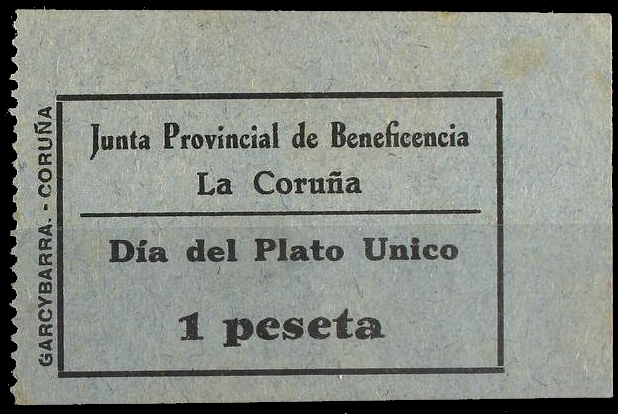 GARCYBARRA. - CORUÑA
Junta Provincial de Beneficencia
La Coruña
Día del Plato Unico
1 peseta